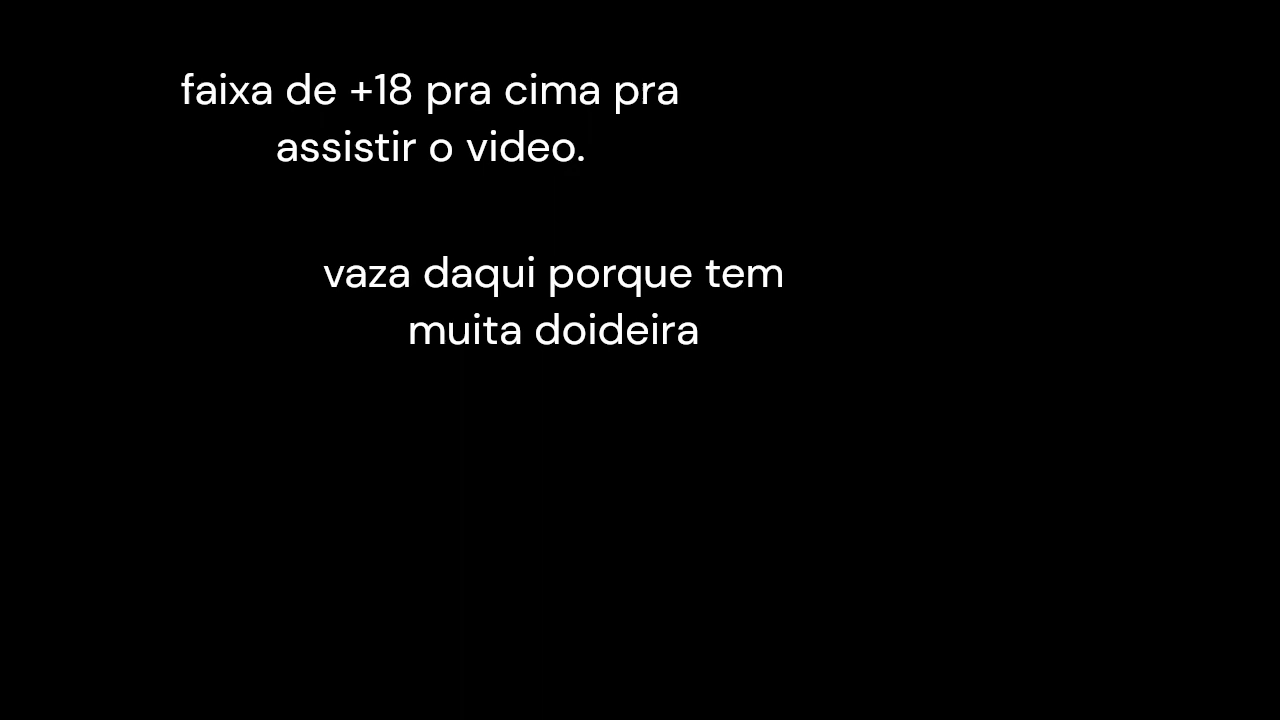 faixa de +18 pra cima pra
assistir o video.
vaza daqui porque tem
muita doideira